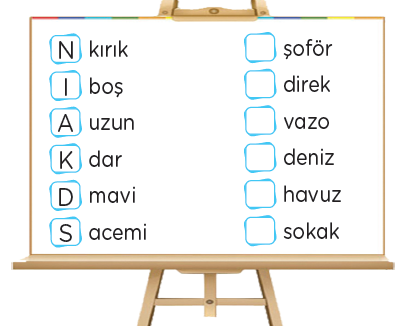 N kırık şoför
I boş direk
A uzun vazo
K dar deniz
D mavi havuz
S acemi sokak